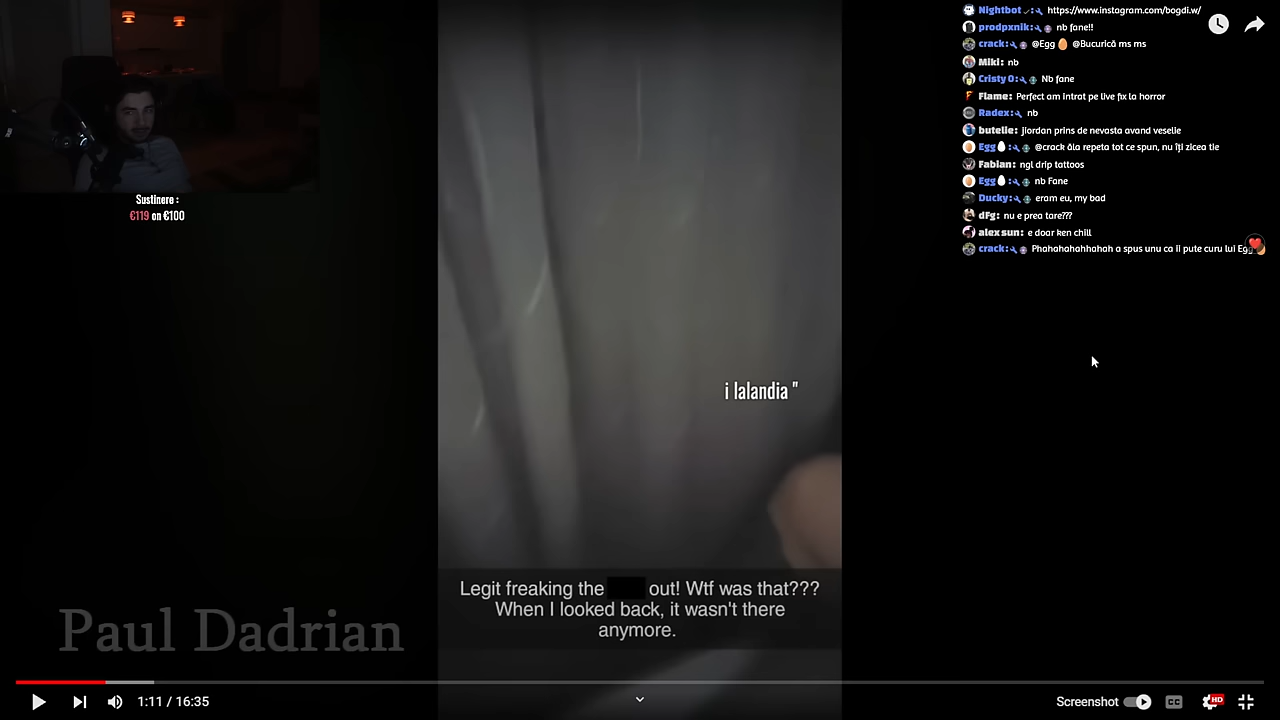 Sustinere :
€119 on €100
Nightbot : https://www.instagram.com/bogdi.w/
prodpxnik: nb fane!!
crack: @Egg @Bucurică ms ms
Miki: nb
Cristy O: Nb fane
Flame: Perfect am intrat pe live fix la horror
Radex: nb
butelie: Jiordan prins de nevasta avand veselie
Egg : @crack ăla repeta tot ce spun, nu îți zicea tie
Fabian: ngl drip tattoos
Egg : nb Fane
Ducky: eram eu, my bad
dFg: nu e prea tare???
alex sun: e doar ken chill
crack: Phahahahhahah a spus unu ca ii pute curu lui Egg
i lalandia "
Legit freaking the out! Wtf was that???
When I looked back, it wasn't there
anymore.
Paul Dadrian
1:11 / 16:35
Screenshot
CC
HD